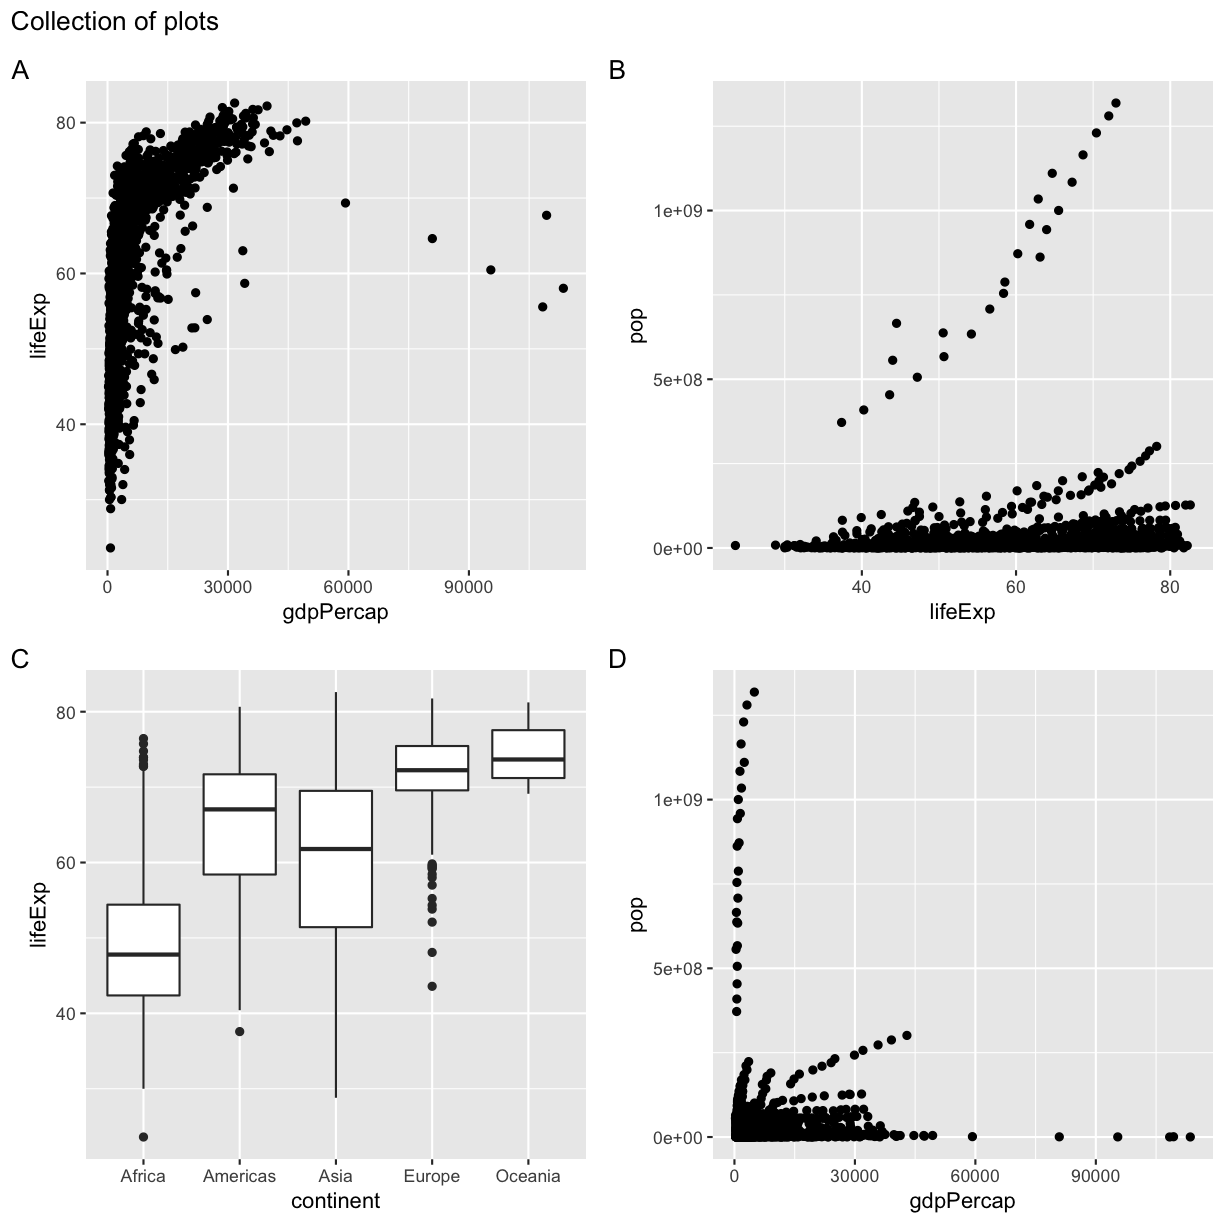 Collection of plots
A
80
60
40
lifeExp
0 30000 60000 90000
gdpPercap
B
1e+09
5e+08
0e+00
pop
40 60 80
lifeExp
C
80
60
40
lifeExp
Africa Americas Asia Europe Oceania
continent
D
1e+09
5e+08
0e+00
pop
0 30000 60000 90000
gdpPercap